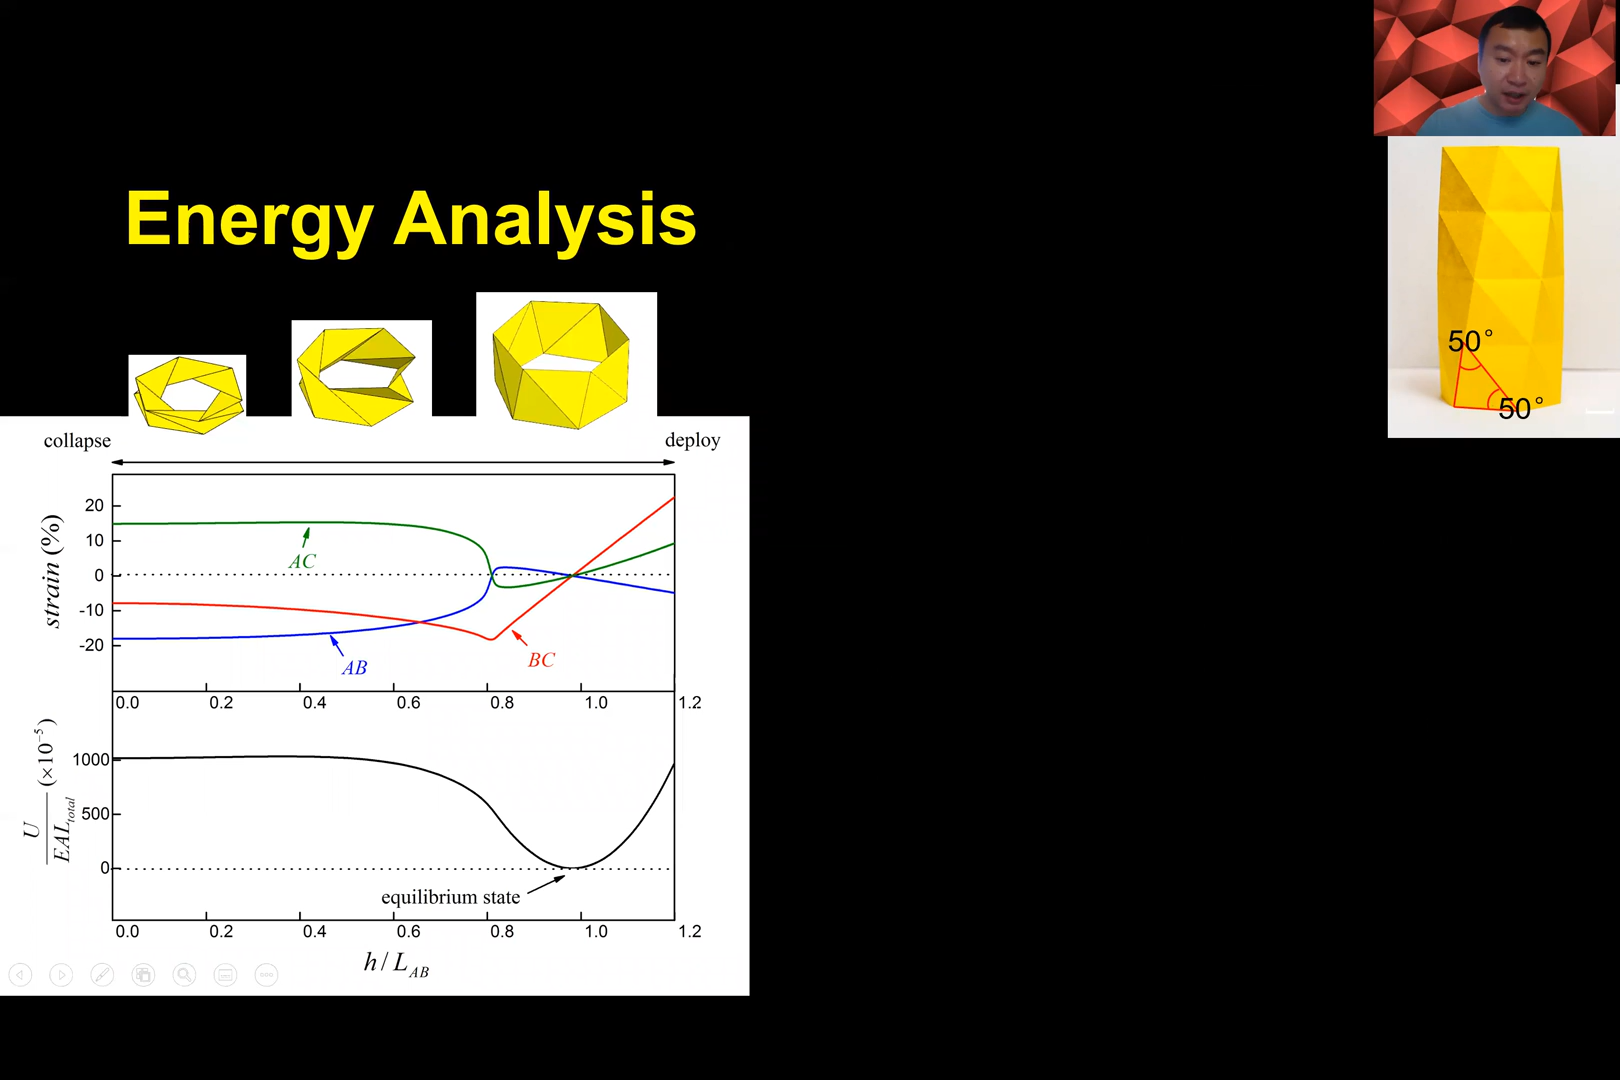 Energy Analysis
50°
50°
collapse
deploy
strain (%)
20
10
0
-10
-20
AC
AB
BC
0.0 0.2 0.4 0.6 0.8 1.0 1.2
U / EAL_total (×10⁻⁵)
1000
500
0
equilibrium state
0.0 0.2 0.4 0.6 0.8 1.0 1.2
h / L_AB